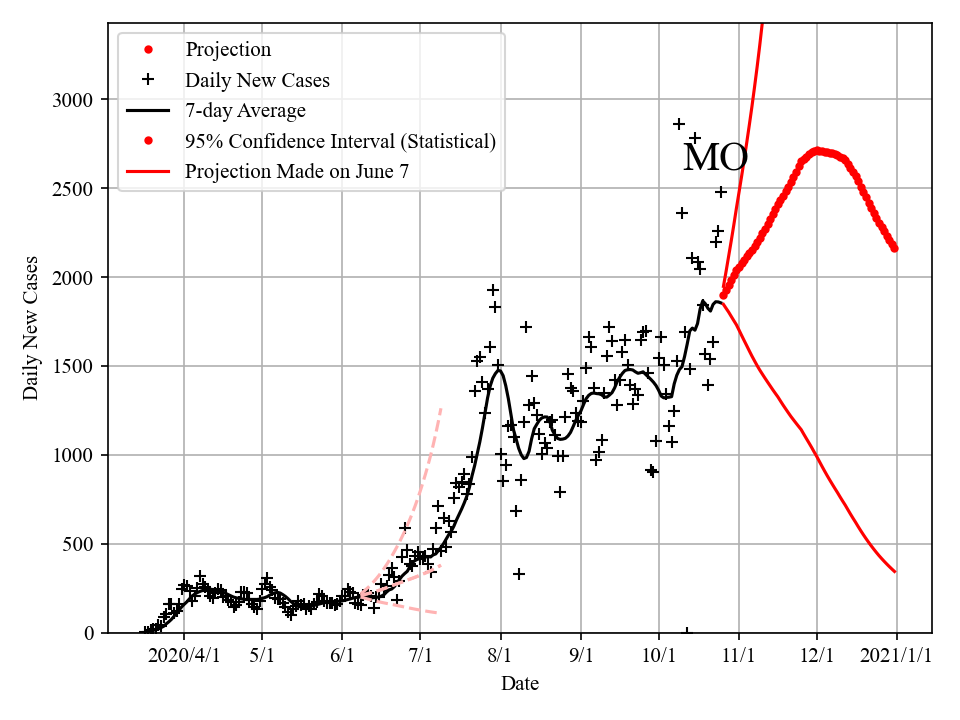 Projection
Daily New Cases
7-day Average
95% Confidence Interval (Statistical)
Projection Made on June 7
MO
3000
2500
2000
1500
1000
500
0
Daily New Cases
2020/4/1 5/1 6/1 7/1 8/1 9/1 10/1 11/1 12/1 2021/1/1
Date